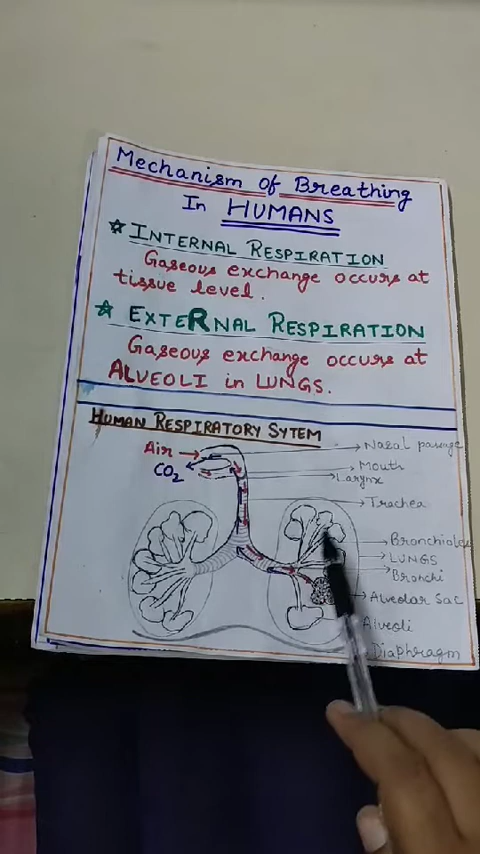 Mechanism of Breathing
In HUMANS
☆ INTERNAL RESPIRATION
Gaseous exchange occurs at
tissue level.
☆ EXTERNAL RESPIRATION
Gaseous exchange occurs at
ALVEOLI in LUNGS.
HUMAN RESPIRATORY SYTEM
Air
CO2
Nasal passage
Mouth
Larynx
Trachea
Bronchioles
LUNGS
Bronchi
Alveolar Sac
Alveoli
Diaphragm